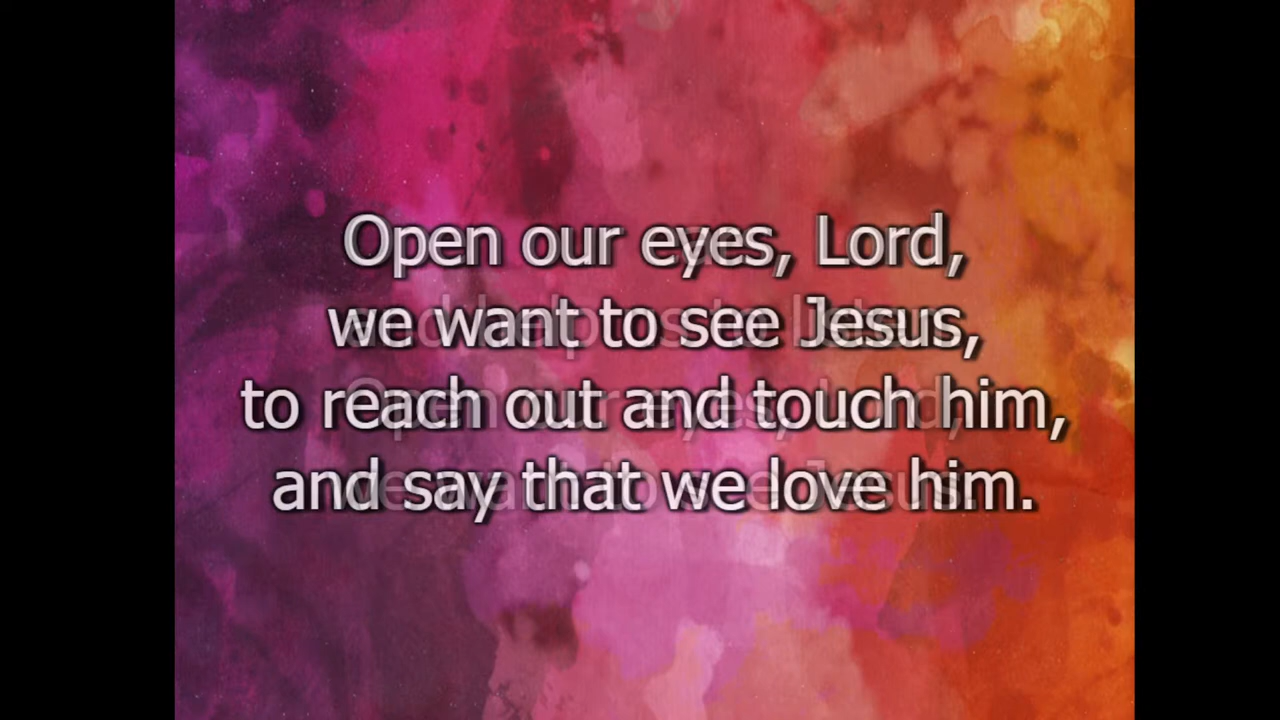 Open our eyes, Lord,
we want to see Jesus,
to reach out and touch him,
and say that we love him.